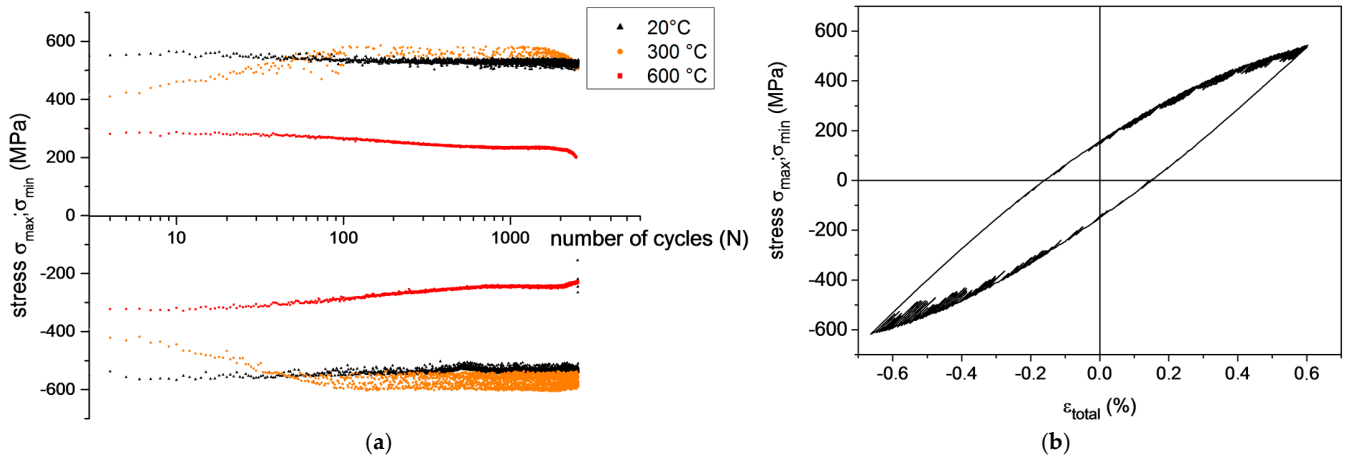 20°C
300 °C
600 °C
600
400
200
0
-200
-400
-600
10
100
1000
number of cycles (N)
stress σmax;σmin (MPa)
(a)
600
400
200
0
-200
-400
-600
-0.6
-0.4
-0.2
0.0
0.2
0.4
0.6
εtotal (%)
stress σmax;σmin (MPa)
(b)